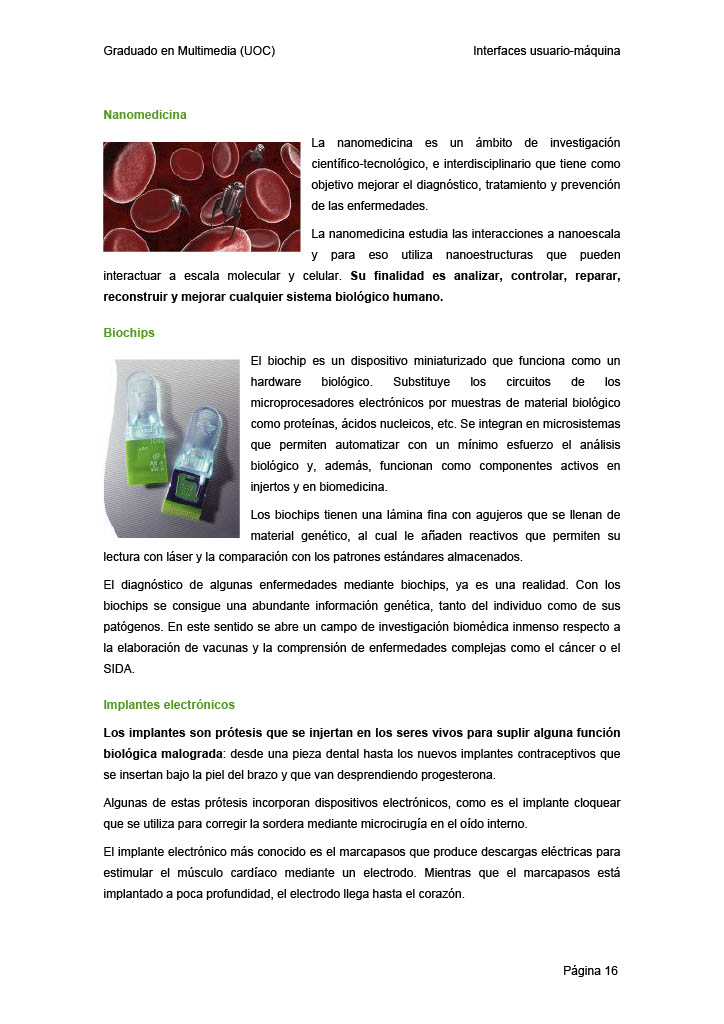 Graduado en Multimedia (UOC) Interfaces usuario-máquina
Nanomedicina
La nanomedicina es un ámbito de investigación
científico-tecnológico, e interdisciplinario que tiene como
objetivo mejorar el diagnóstico, tratamiento y prevención
de las enfermedades.
La nanomedicina estudia las interacciones a nanoescala
y para eso utiliza nanoestructuras que pueden
interactuar a escala molecular y celular. Su finalidad es analizar, controlar, reparar,
reconstruir y mejorar cualquier sistema biológico humano.
Biochips
El biochip es un dispositivo miniaturizado que funciona como un
hardware biológico. Substituye los circuitos de los
microprocesadores electrónicos por muestras de material biológico
como proteínas, ácidos nucleicos, etc. Se integran en microsistemas
que permiten automatizar con un mínimo esfuerzo el análisis
biológico y, además, funcionan como componentes activos en
injertos y en biomedicina.
Los biochips tienen una lámina fina con agujeros que se llenan de
material genético, al cual le añaden reactivos que permiten su
lectura con láser y la comparación con los patrones estándares almacenados.
El diagnóstico de algunas enfermedades mediante biochips, ya es una realidad. Con los
biochips se consigue una abundante información genética, tanto del individuo como de sus
patógenos. En este sentido se abre un campo de investigación biomédica inmenso respecto a
la elaboración de vacunas y la comprensión de enfermedades complejas como el cáncer o el
SIDA.
Implantes electrónicos
Los implantes son prótesis que se injertan en los seres vivos para suplir alguna función
biológica malograda: desde una pieza dental hasta los nuevos implantes contraceptivos que
se insertan bajo la piel del brazo y que van desprendiendo progesterona.
Algunas de estas prótesis incorporan dispositivos electrónicos, como es el implante cloquear
que se utiliza para corregir la sordera mediante microcirugía en el oído interno.
El implante electrónico más conocido es el marcapasos que produce descargas eléctricas para
estimular el músculo cardíaco mediante un electrodo. Mientras que el marcapasos está
implantado a poca profundidad, el electrodo llega hasta el corazón.
Página 16